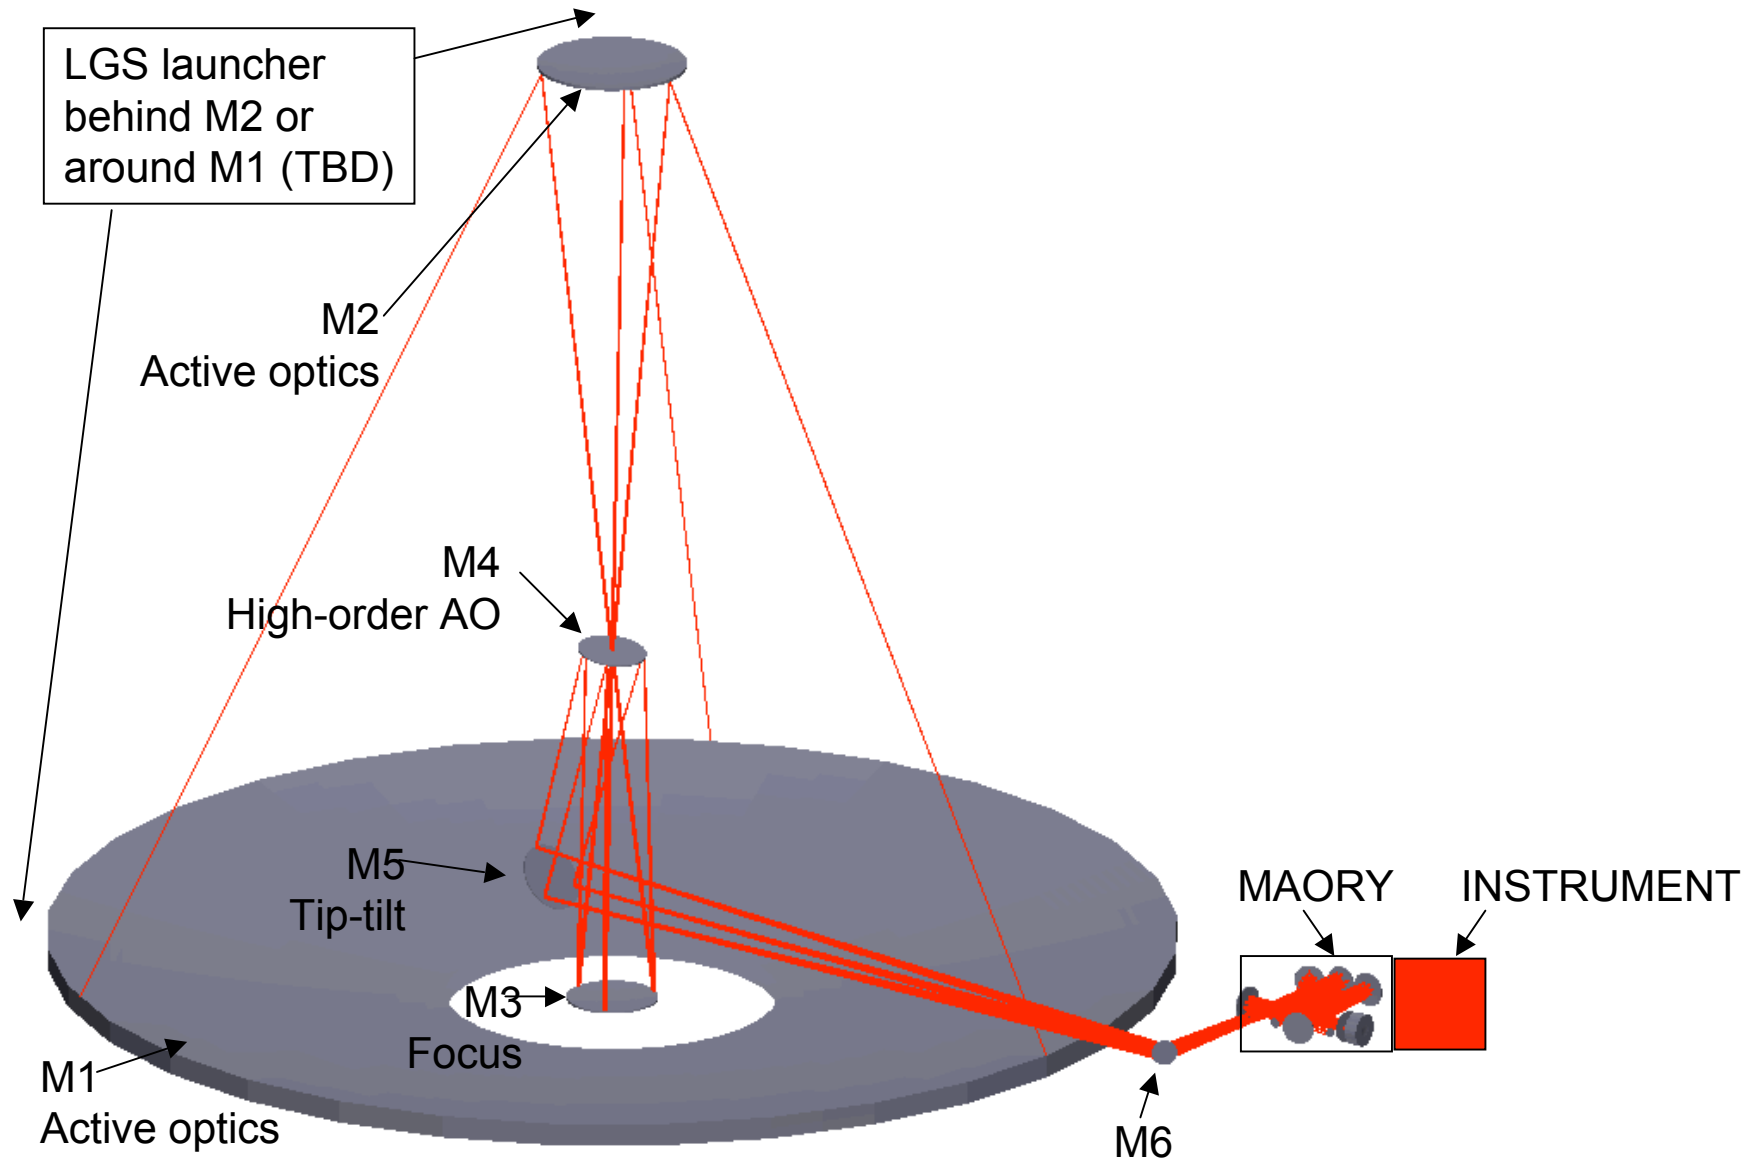 LGS launcher
behind M2 or
around M1 (TBD)
M2
Active optics
M4
High-order AO
M5
Tip-tilt
MAORY
INSTRUMENT
M3
Focus
M1
Active optics
M6